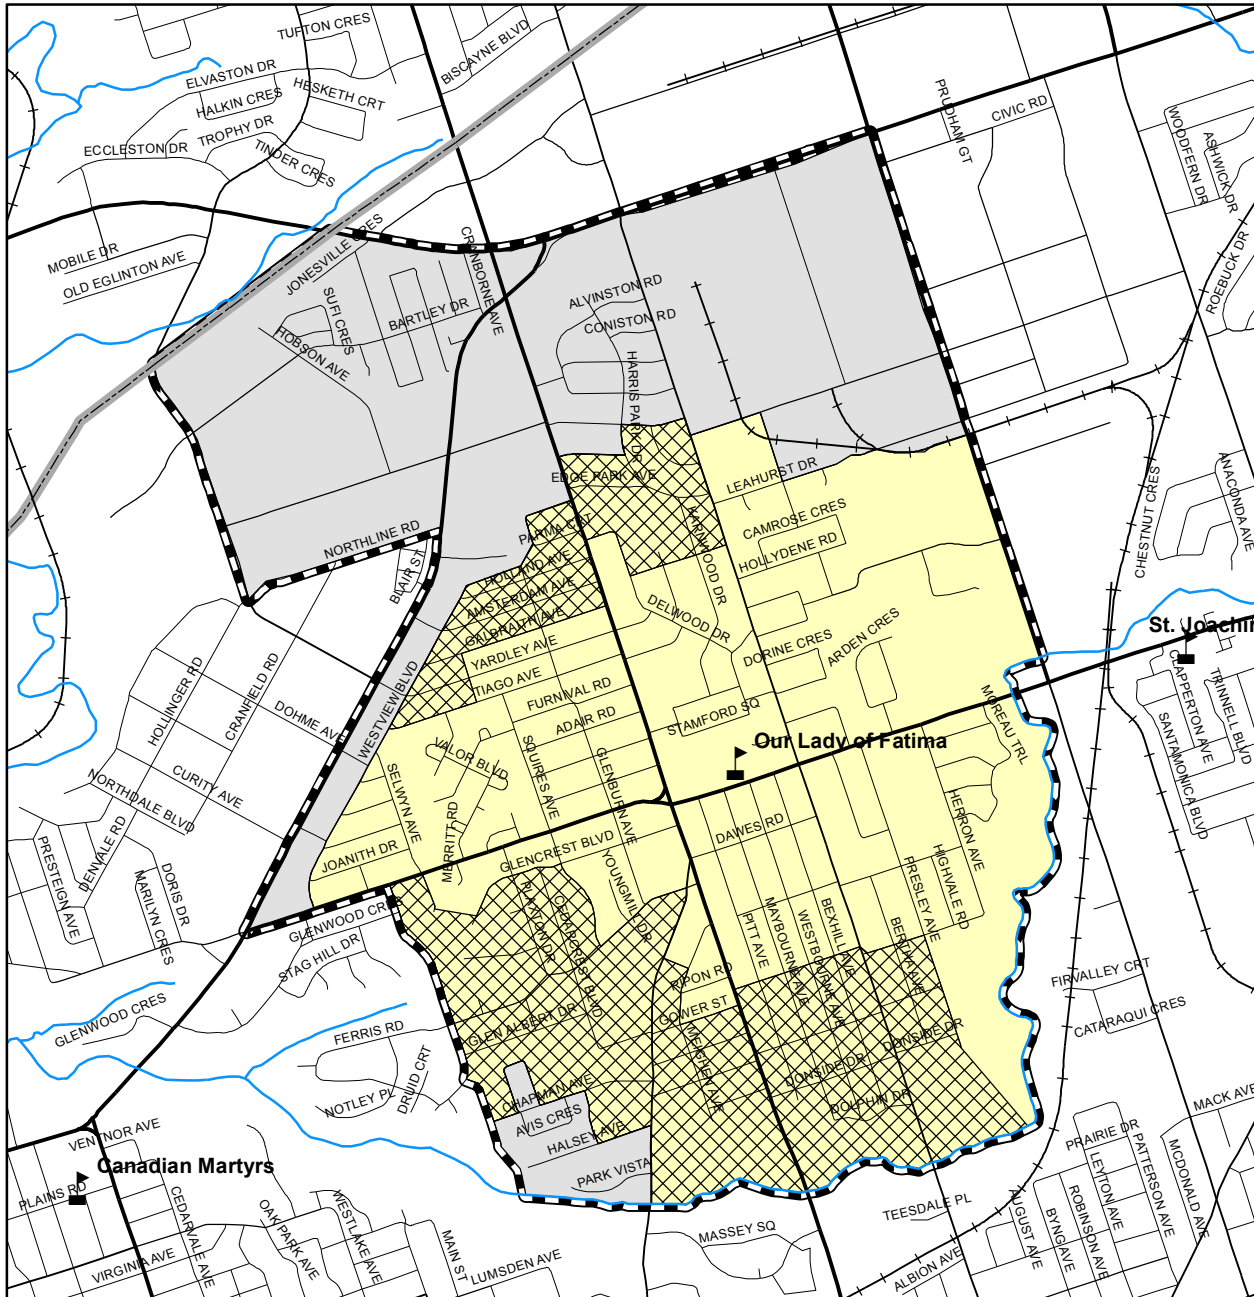 TUFTON CRES
BISCAYNE BLVD
ELVASTON DR
HESKETH CRT
HALKIN CRES
TROPHY DR
ECCLESTON DR
TINDER CRES
PRUDHAM GT
CIVIC RD
WOODFERN DR
ASHWICK DR
MOBILE DR
OLD EGLINTON AVE
JONESVILLE CRES
CRANBORNE AVE
ROEBUCK DR
SUFI CRES
BARTLEY DR
HOBSON AVE
ALVINSTON RD
CONISTON RD
HARRIS PARK DR
EDGE PARK AVE
LEAHURST DR
CAMROSE CRES
HOLLYDENE RD
KARNWOOD DR
CHESTNUT CRES
ANACONDA AVE
NORTHLINE RD
BLAIR ST
PARMA CRT
HOLLAND AVE
AMSTERDAM AVE
GALBRAITH AVE
YARDLEY AVE
TIAGO AVE
DELWOOD DR
DORINE CRES
ARDEN CRES
St. Joachim
CLAPPERTON AVE
TRINNELL BLVD
SANTAMONICA BLVD
HOLLINGER RD
CRANFIELD RD
DOHME AVE
WESTVIEW BLVD
FURNIVAL RD
ADAIR RD
STAMFORD SQ
MOREAU TRL
Our Lady of Fatima
VALOR BLVD
SQUIRES AVE
GLENBURN AVE
SELWYN AVE
MERRITT RD
CURITY AVE
NORTHDALE BLVD
DENVALE RD
PRESTEIGN AVE
DORIS DR
MARILYN CRES
JOANITH DR
GLENCREST BLVD
DAWES RD
HERRON AVE
HIGHVALE RD
PRESLEY AVE
YOUNGMILL DR
PLAXTON DR
CEDARCREST BLVD
GLENWOOD CRES
STAG HILL DR
PITT AVE
MAYBOURNE AVE
WESTBOURNE AVE
BEXHILL AVE
BERTHA AVE
RIPON RD
GOWER ST
MEIGHEN AVE
FIRVALLEY CRT
CATARAQUI CRES
GLENWOOD CRES
FERRIS RD
GLEN ALBERT DR
DONSIDE DR
DONSIDE DR
DOLPHIN DR
NOTLEY PL
DRUID CRT
CHAPMAN AVE
AVIS CRES
HALSEY AVE
PARK VISTA
MACK AVE
PRAIRIE DR
LEYTON AVE
PATTERSON AVE
MCDONALD AVE
VENTNOR AVE
Canadian Martyrs
PLAINS RD
CEDARVALE AVE
OAK PARK AVE
WESTLAKE AVE
MAIN ST
VIRGINIA AVE
LUMSDEN AVE
MASSEY SQ
TEESDALE PL
ALBION AVE
AUGUST AVE
BYNG AVE
ROBINSON AVE